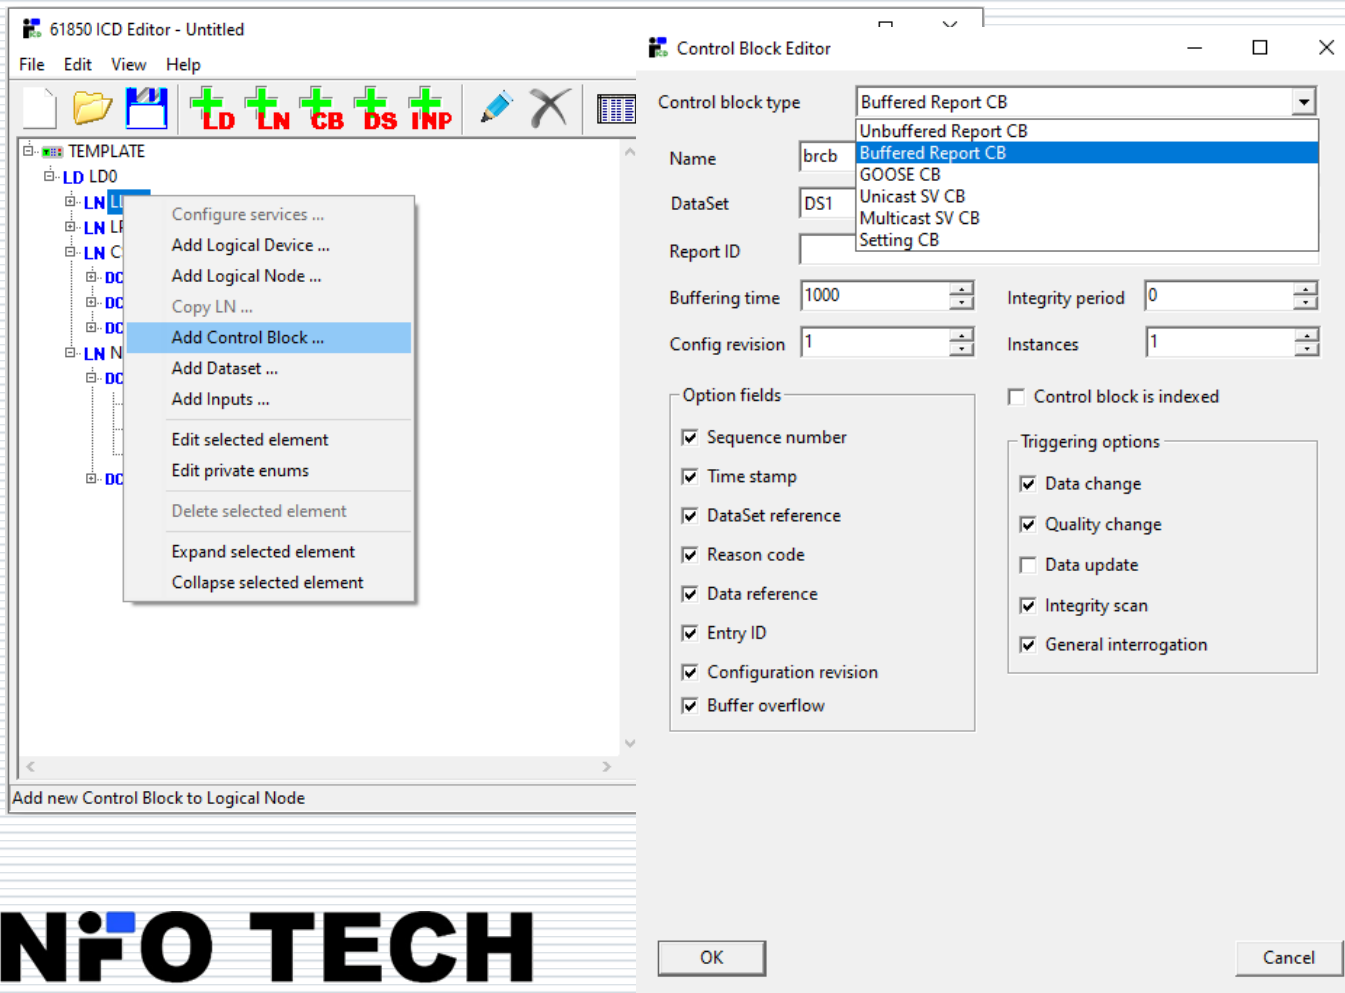 61850 ICD Editor - Untitled
File Edit View Help
LD LN CB DS INP
TEMPLATE
LD LD0
LN
LN
LN
DC
DC
DC
LN N
DC
DC
Configure services ...
Add Logical Device ...
Add Logical Node ...
Copy LN ...
Add Control Block ...
Add Dataset ...
Add Inputs ...
Edit selected element
Edit private enums
Delete selected element
Expand selected element
Collapse selected element
Add new Control Block to Logical Node
Control Block Editor
Control block type Buffered Report CB
Unbuffered Report CB
Buffered Report CB
GOOSE CB
Unicast SV CB
Multicast SV CB
Setting CB
Name brcb
DataSet DS1
Report ID
Buffering time 1000 Integrity period 0
Config revision 1 Instances 1
Option fields
Sequence number
Time stamp
DataSet reference
Reason code
Data reference
Entry ID
Configuration revision
Buffer overflow
Control block is indexed
Triggering options
Data change
Quality change
Data update
Integrity scan
General interrogation
OK Cancel
NFO TECH